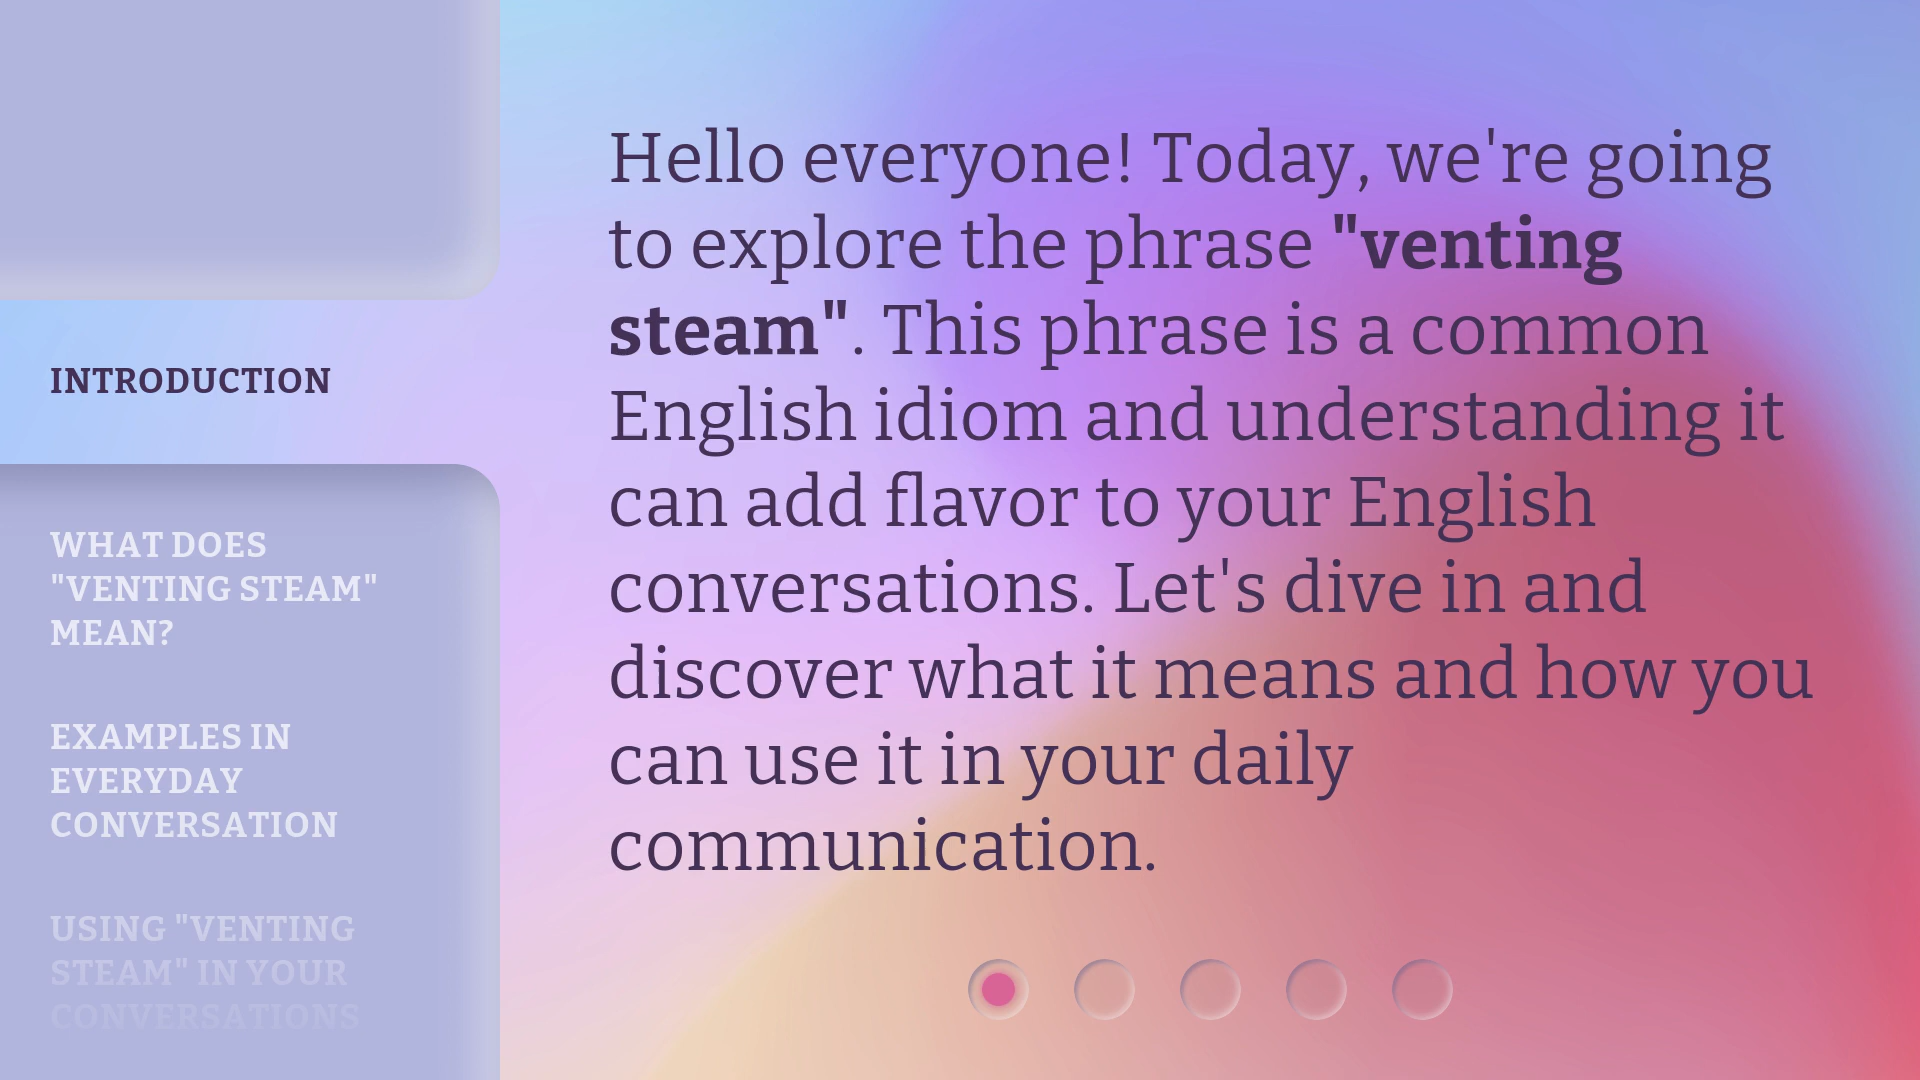 INTRODUCTION
WHAT DOES
"VENTING STEAM"
MEAN?
EXAMPLES IN
EVERYDAY
CONVERSATION
USING "VENTING
STEAM" IN YOUR
CONVERSATIONS
Hello everyone! Today, we're going
to explore the phrase "venting
steam". This phrase is a common
English idiom and understanding it
can add flavor to your English
conversations. Let's dive in and
discover what it means and how you
can use it in your daily
communication.